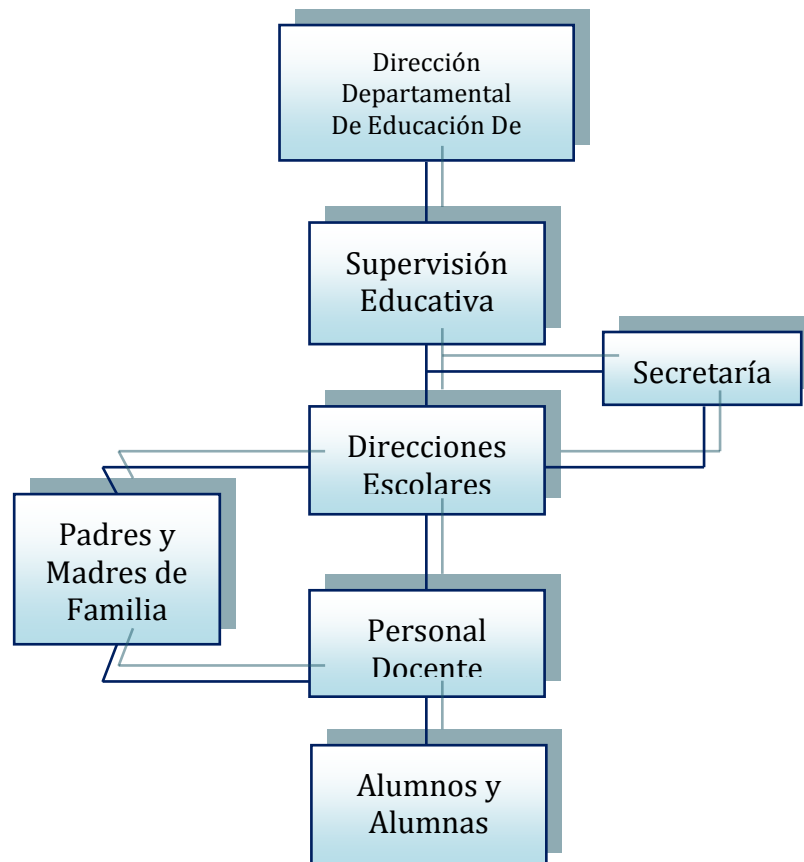 Dirección
Departamental
De Educación De
Supervisión
Educativa
Secretaría
Direcciones
Escolares
Padres y
Madres de
Familia
Personal
Docente
Alumnos y
Alumnas